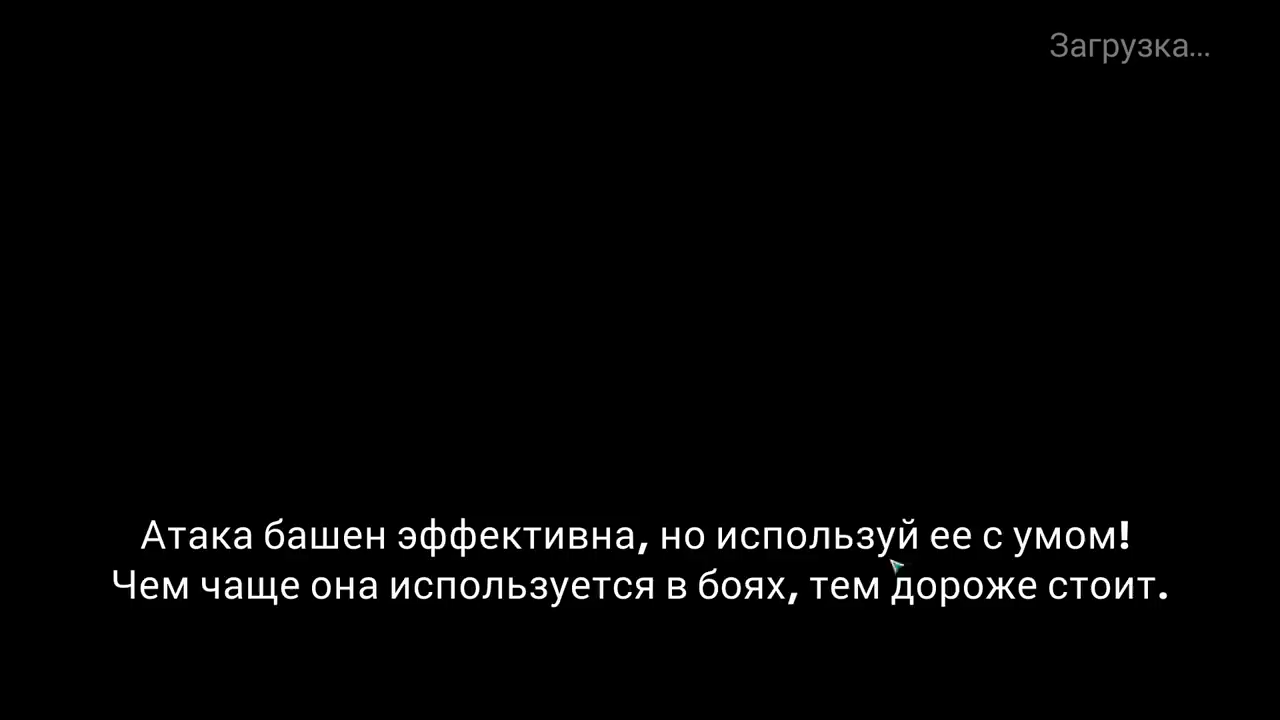 Загрузка...
Атака башен эффективна, но используй ее с умом!
Чем чаще она используется в боях, тем дороже стоит.